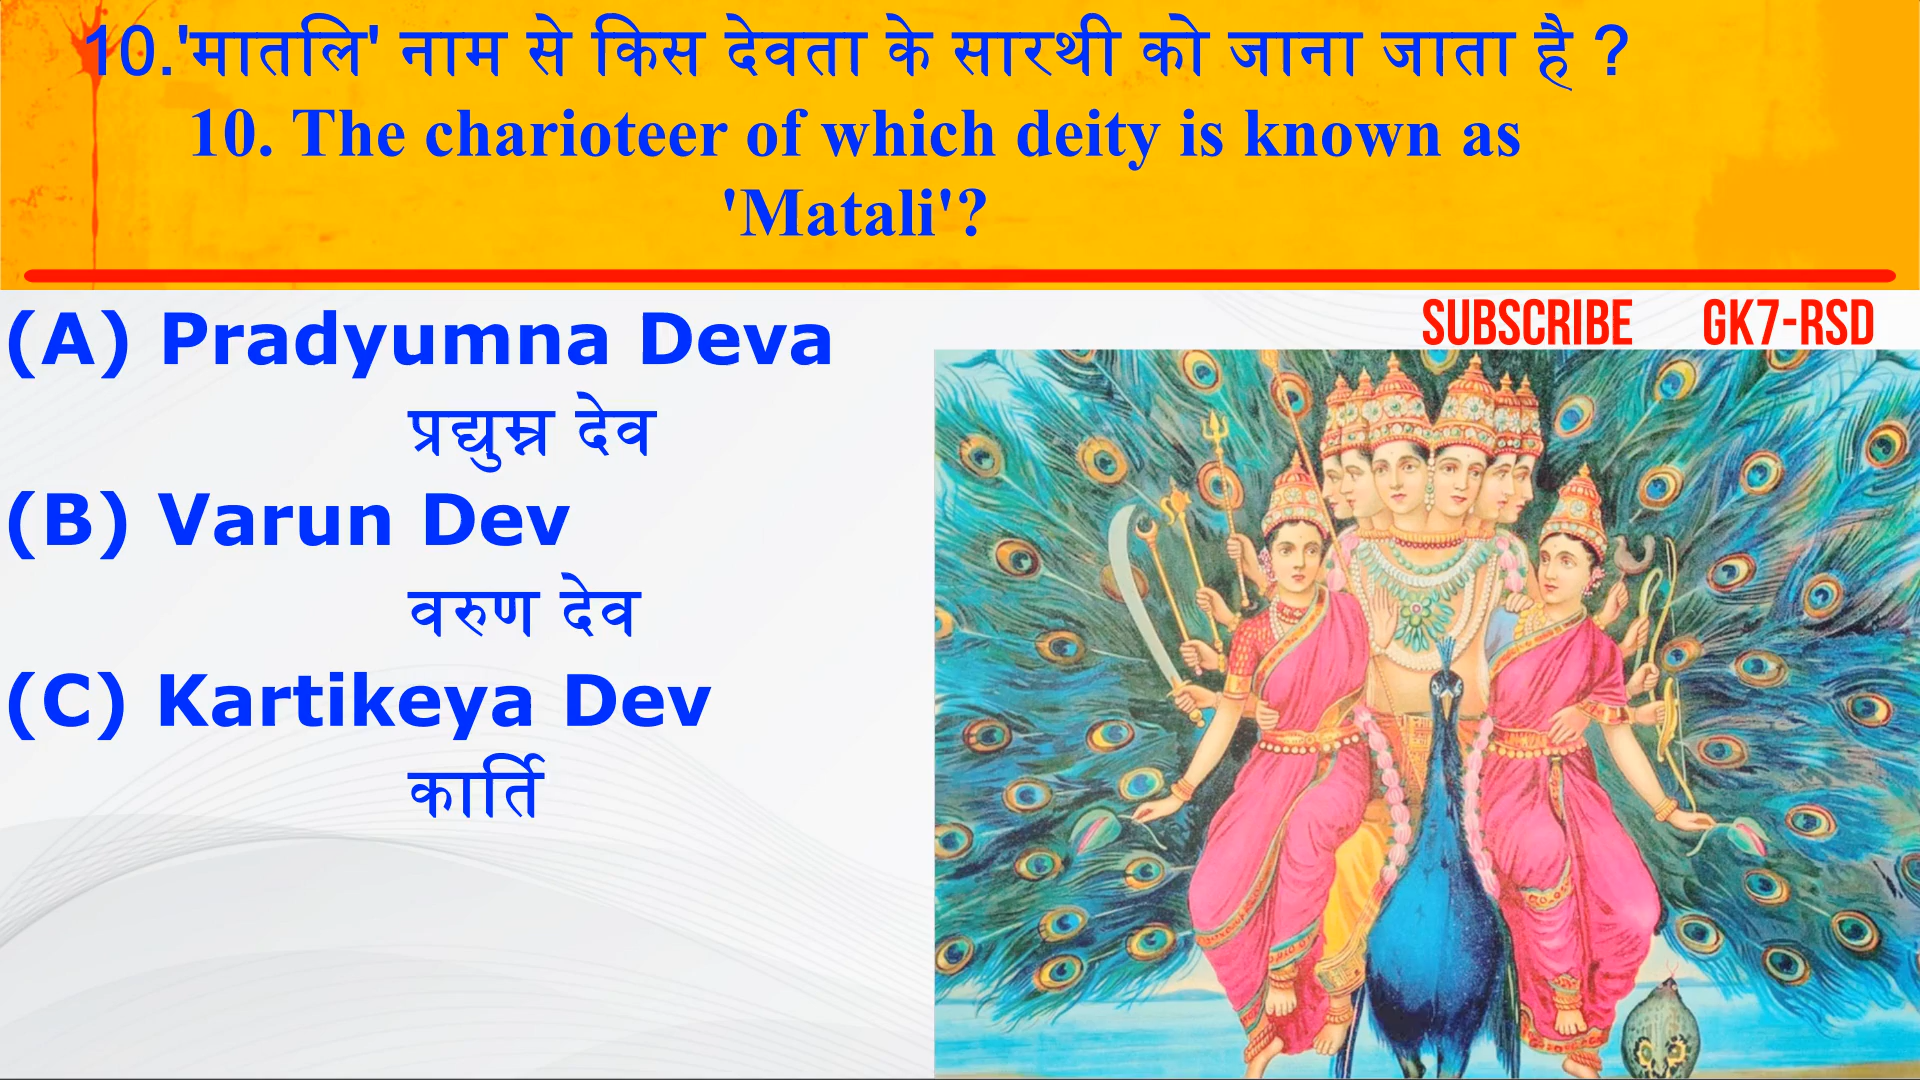 10.'मातलि' नाम से किस देवता के सारथी को जाना जाता है ?
10. The charioteer of which deity is known as
'Matali'?
SUBSCRIBE GK7-RSD
(A) Pradyumna Deva
प्रद्युम्न देव
(B) Varun Dev
वरुण देव
(C) Kartikeya Dev
कार्ति